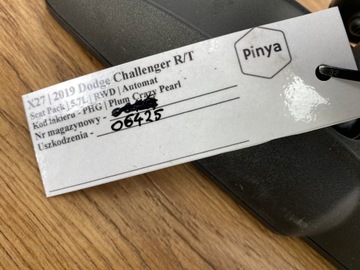 X27 | 2019 Dodge Challenger R/T
Scat Pack | 5.7L | RWD | Automat
Kod lakieru - PHG | Plum Crazy Pearl
Nr magazynowy - 06425
Uszkodzenia -
Pinya